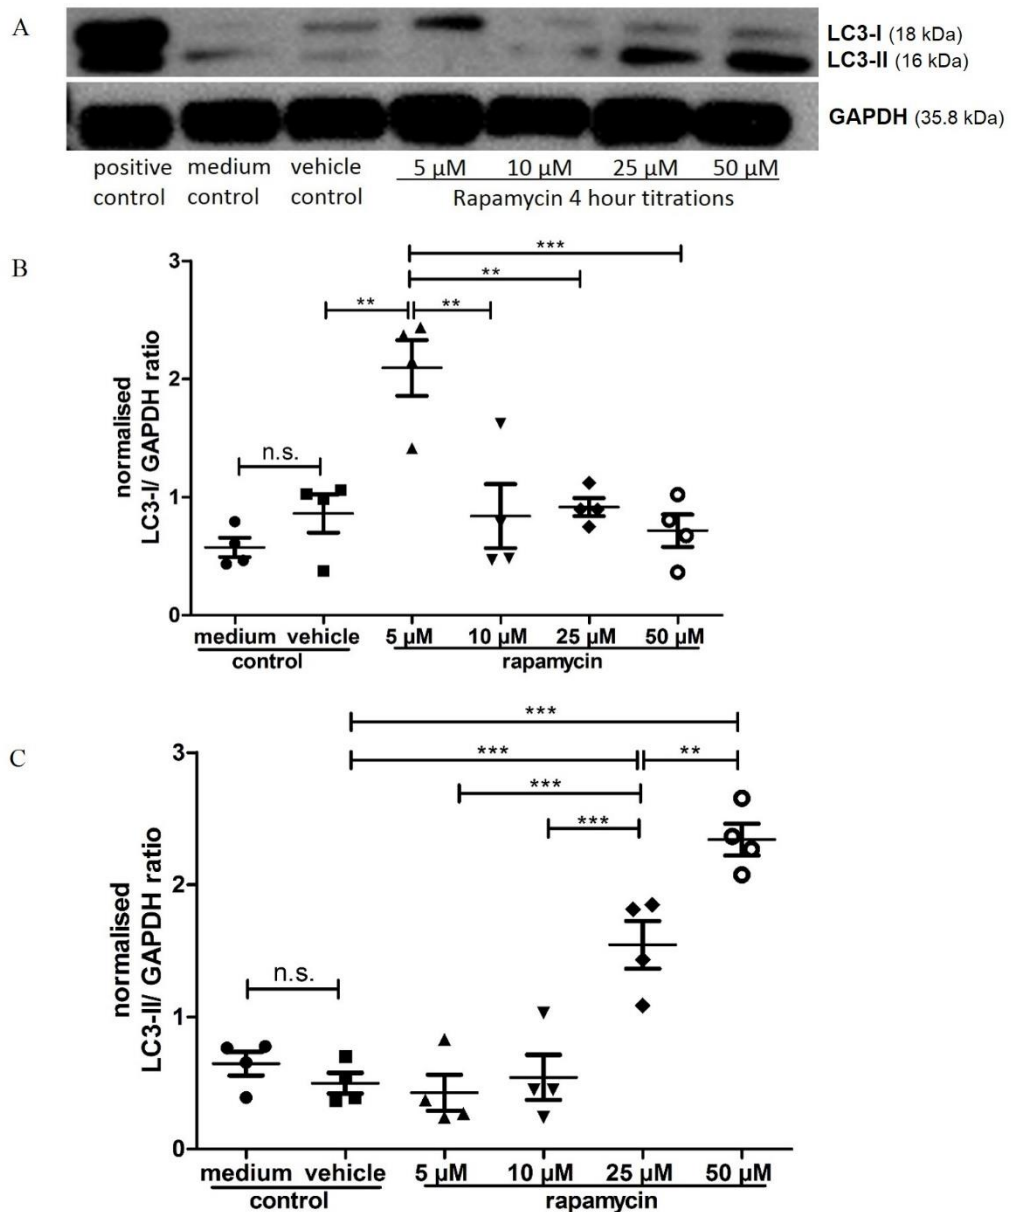 A
LC3-I (18 kDa)
LC3-II (16 kDa)
GAPDH (35.8 kDa)
positive control
medium control
vehicle control
5 µM 10 µM 25 µM 50 µM
Rapamycin 4 hour titrations
B
***
**
** **
n.s.
normalised
LC3-I/ GAPDH ratio
3
2
1
0
medium vehicle 5 µM 10 µM 25 µM 50 µM
control rapamycin
C
***
*** **
***
***
n.s.
normalised
LC3-II/ GAPDH ratio
3
2
1
0
medium vehicle 5 µM 10 µM 25 µM 50 µM
control rapamycin